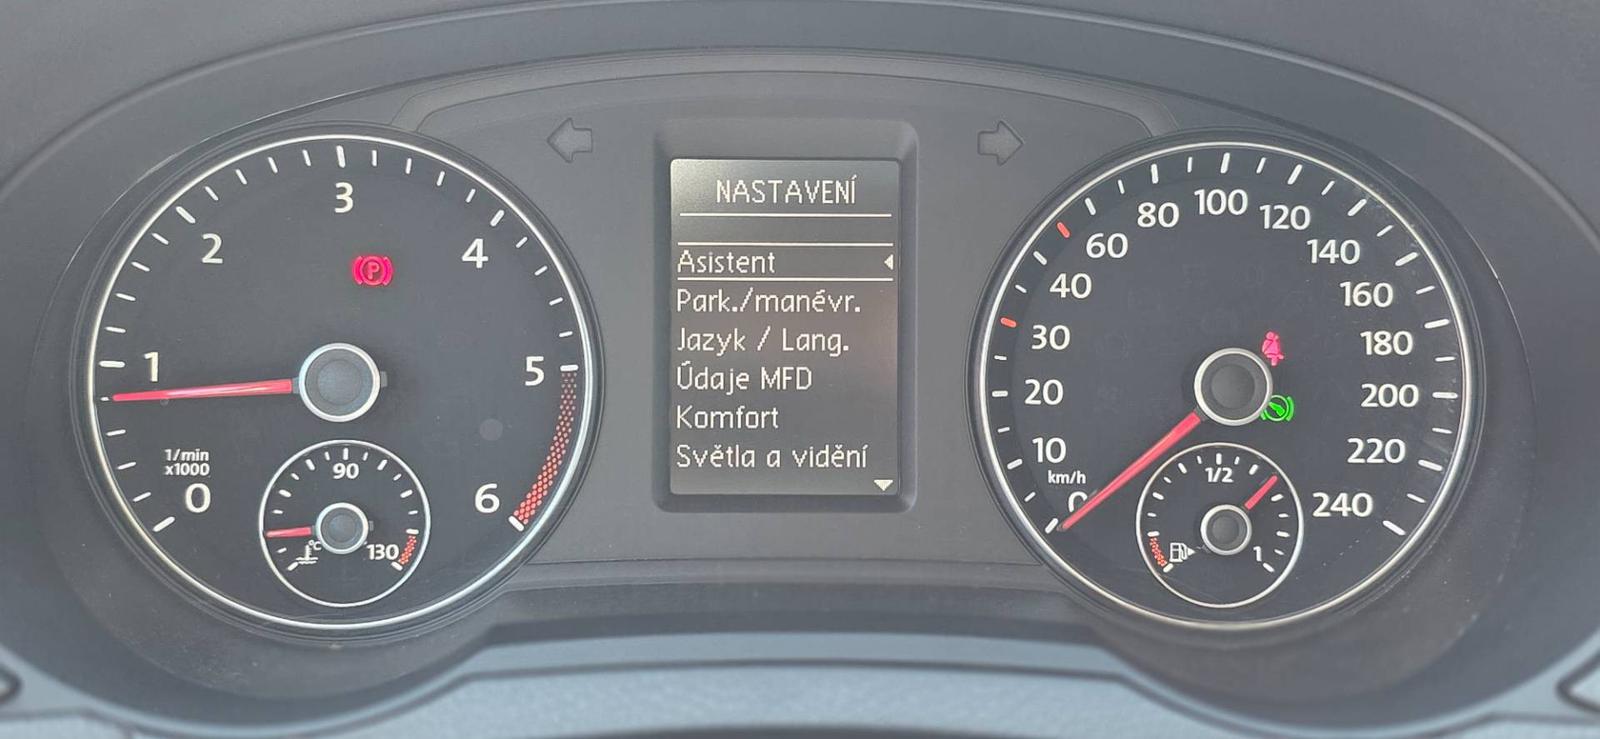 3
2
4
1
5
1/min
x1000
0
6
90
°C
130
P
NASTAVENÍ
Asistent
Park./manévr.
Jazyk / Lang.
Údaje MFD
Komfort
Světla a vidění
100
80
120
60
140
40
160
30
180
20
200
10
220
km/h
0
240
1/2
1